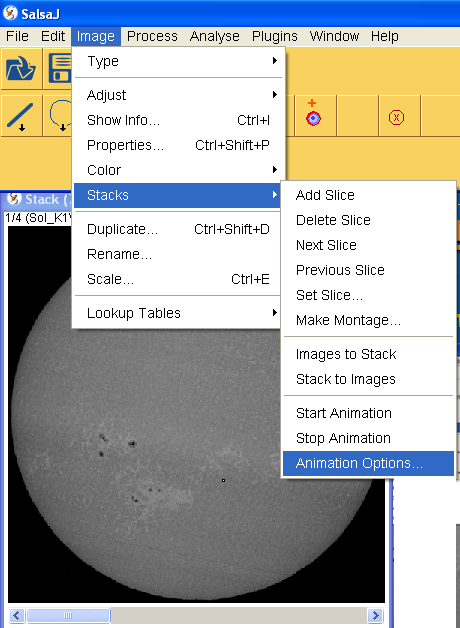 SalsaJ
File Edit Image Process Analyse Plugins Window Help
Type
Adjust
Show Info... Ctrl+I
Properties... Ctrl+Shift+P
Color
Stacks
Duplicate... Ctrl+Shift+D
Rename...
Scale... Ctrl+E
Lookup Tables
Add Slice
Delete Slice
Next Slice
Previous Slice
Set Slice...
Make Montage...
Images to Stack
Stack to Images
Start Animation
Stop Animation
Animation Options...
Stack (
1/4 (Sol_K1V